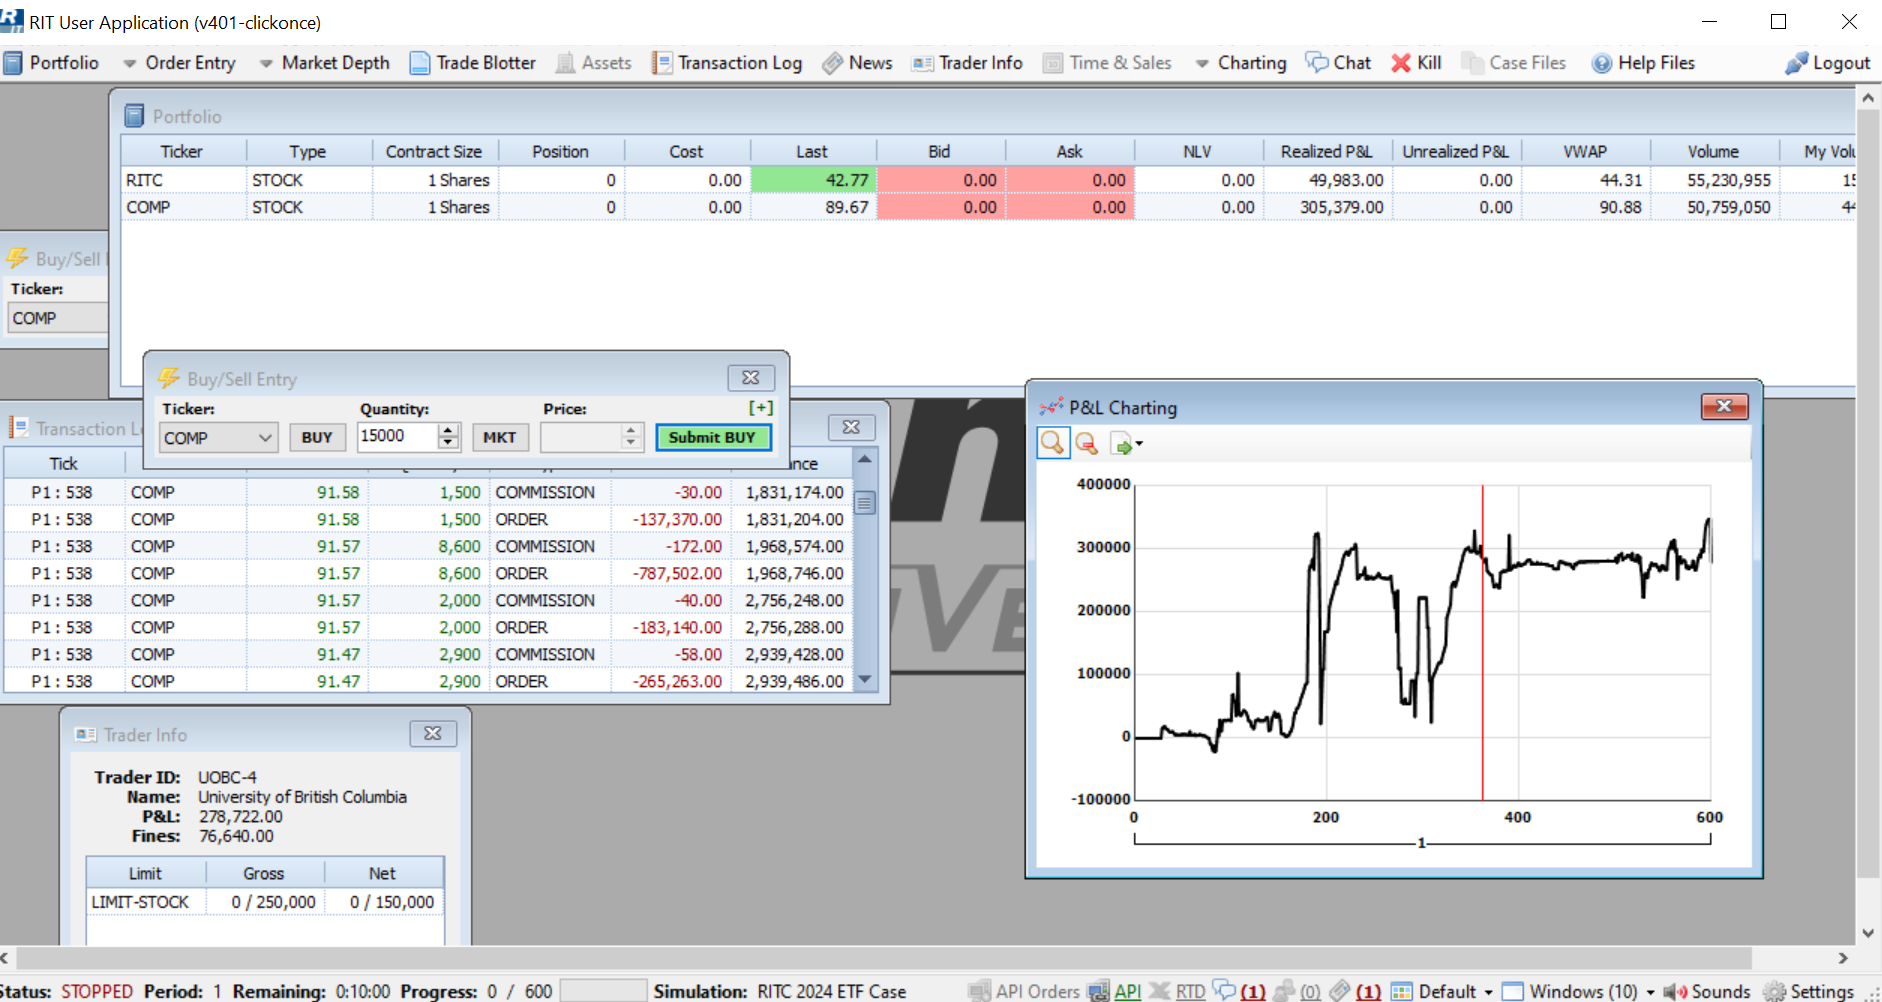 RIT User Application (v401-clickonce)
Portfolio Order Entry Market Depth Trade Blotter Assets Transaction Log News Trader Info Time & Sales Charting Chat Kill Case Files Help Files Logout
Portfolio
Ticker Type Contract Size Position Cost Last Bid Ask NLV Realized P&L Unrealized P&L VWAP Volume My Volu
RITC STOCK 1 Shares 0 0.00 42.77 0.00 0.00 0.00 49,983.00 0.00 44.31 55,230,955 15
COMP STOCK 1 Shares 0 0.00 89.67 0.00 0.00 0.00 305,379.00 0.00 90.88 50,759,050 44
Buy/Sell
Ticker:
COMP
Buy/Sell Entry
Ticker: Quantity: Price: [+]
COMP BUY 15000 MKT Submit BUY
Transaction L
Tick ance
P1 : 538 COMP 91.58 1,500 COMMISSION -30.00 1,831,174.00
P1 : 538 COMP 91.58 1,500 ORDER -137,370.00 1,831,204.00
P1 : 538 COMP 91.57 8,600 COMMISSION -172.00 1,968,574.00
P1 : 538 COMP 91.57 8,600 ORDER -787,502.00 1,968,746.00
P1 : 538 COMP 91.57 2,000 COMMISSION -40.00 2,756,248.00
P1 : 538 COMP 91.57 2,000 ORDER -183,140.00 2,756,288.00
P1 : 538 COMP 91.47 2,900 COMMISSION -58.00 2,939,428.00
P1 : 538 COMP 91.47 2,900 ORDER -265,263.00 2,939,486.00
P&L Charting
400000
300000
200000
100000
0
-100000
0 200 400 600
1
Trader Info
Trader ID: UOBC-4
Name: University of British Columbia
P&L: 278,722.00
Fines: 76,640.00
Limit Gross Net
LIMIT-STOCK 0 / 250,000 0 / 150,000
Status: STOPPED Period: 1 Remaining: 0:10:00 Progress: 0 / 600 Simulation: RITC 2024 ETF Case API Orders API RTD (1) (0) (1) Default Windows (10) Sounds Settings